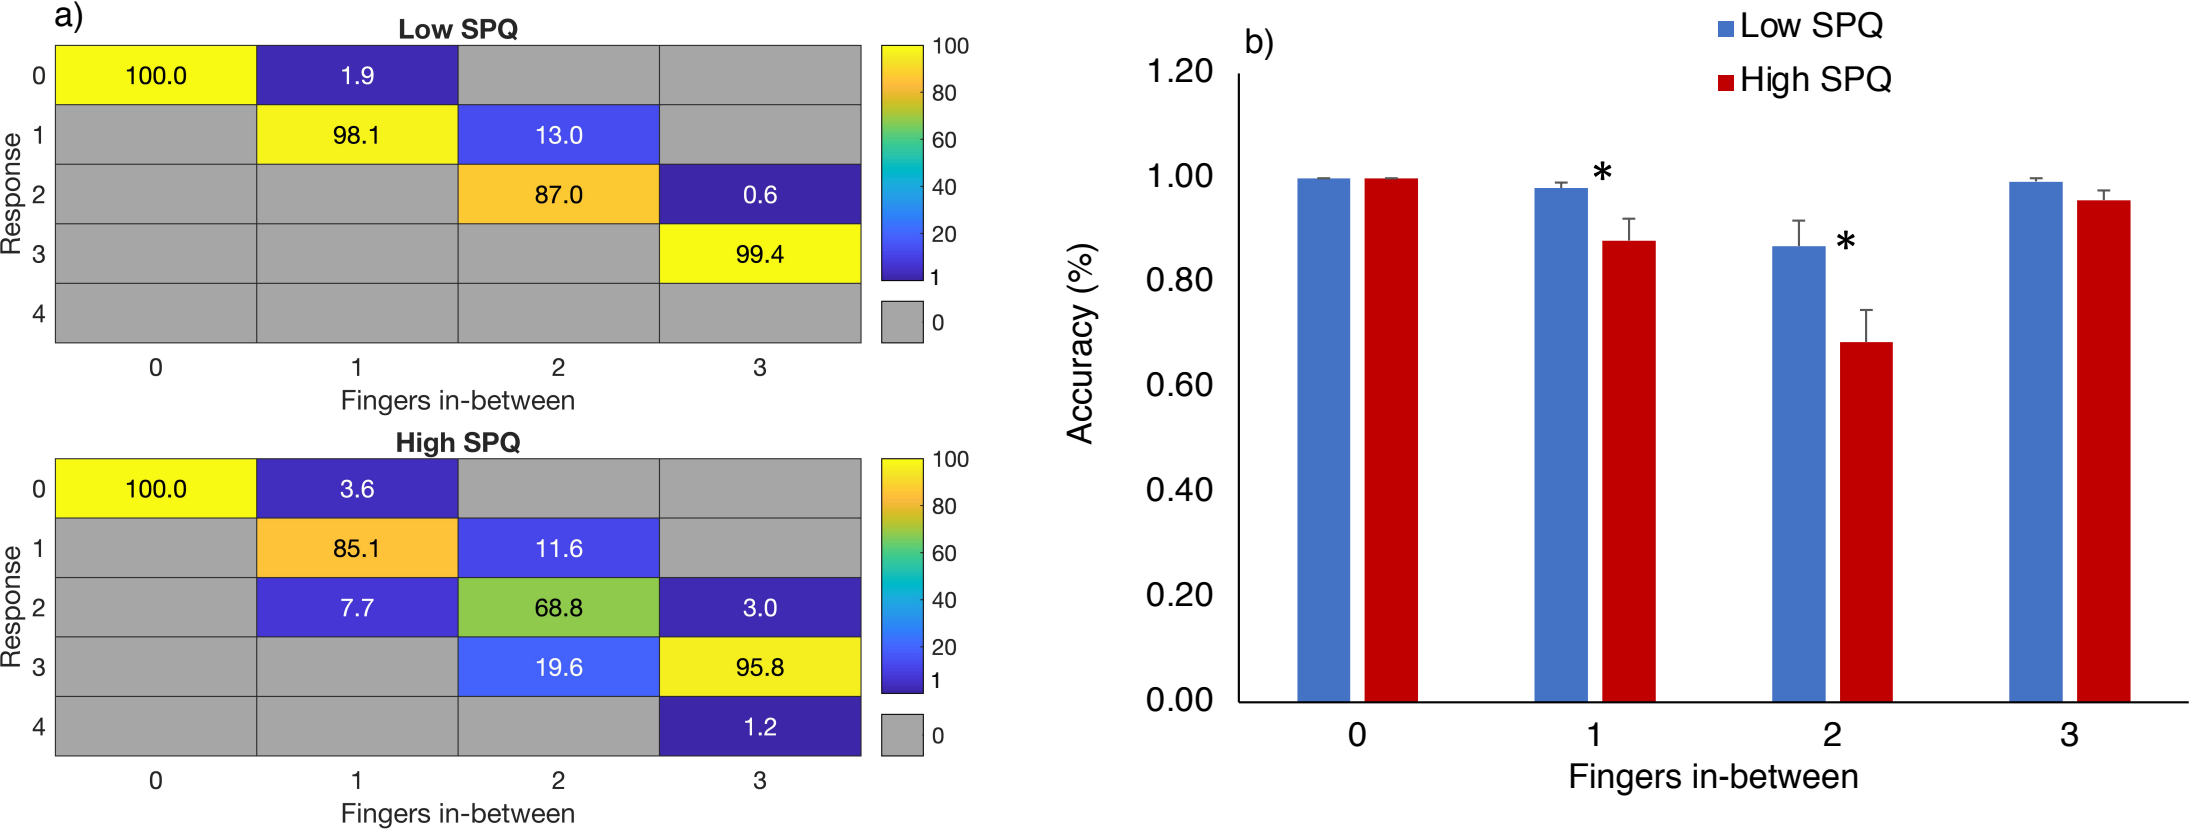 a)
Low SPQ
0 100.0 1.9
1 98.1 13.0
2 87.0 0.6
3 99.4
4
Response
0 1 2 3
Fingers in-between
100
80
60
40
20
1
0
High SPQ
0 100.0 3.6
1 85.1 11.6
2 7.7 68.8 3.0
3 19.6 95.8
4 1.2
Response
0 1 2 3
Fingers in-between
100
80
60
40
20
1
0
b)
Low SPQ
High SPQ
1.20
1.00
0.80
0.60
0.40
0.20
0.00
Accuracy (%)
*
*
0 1 2 3
Fingers in-between